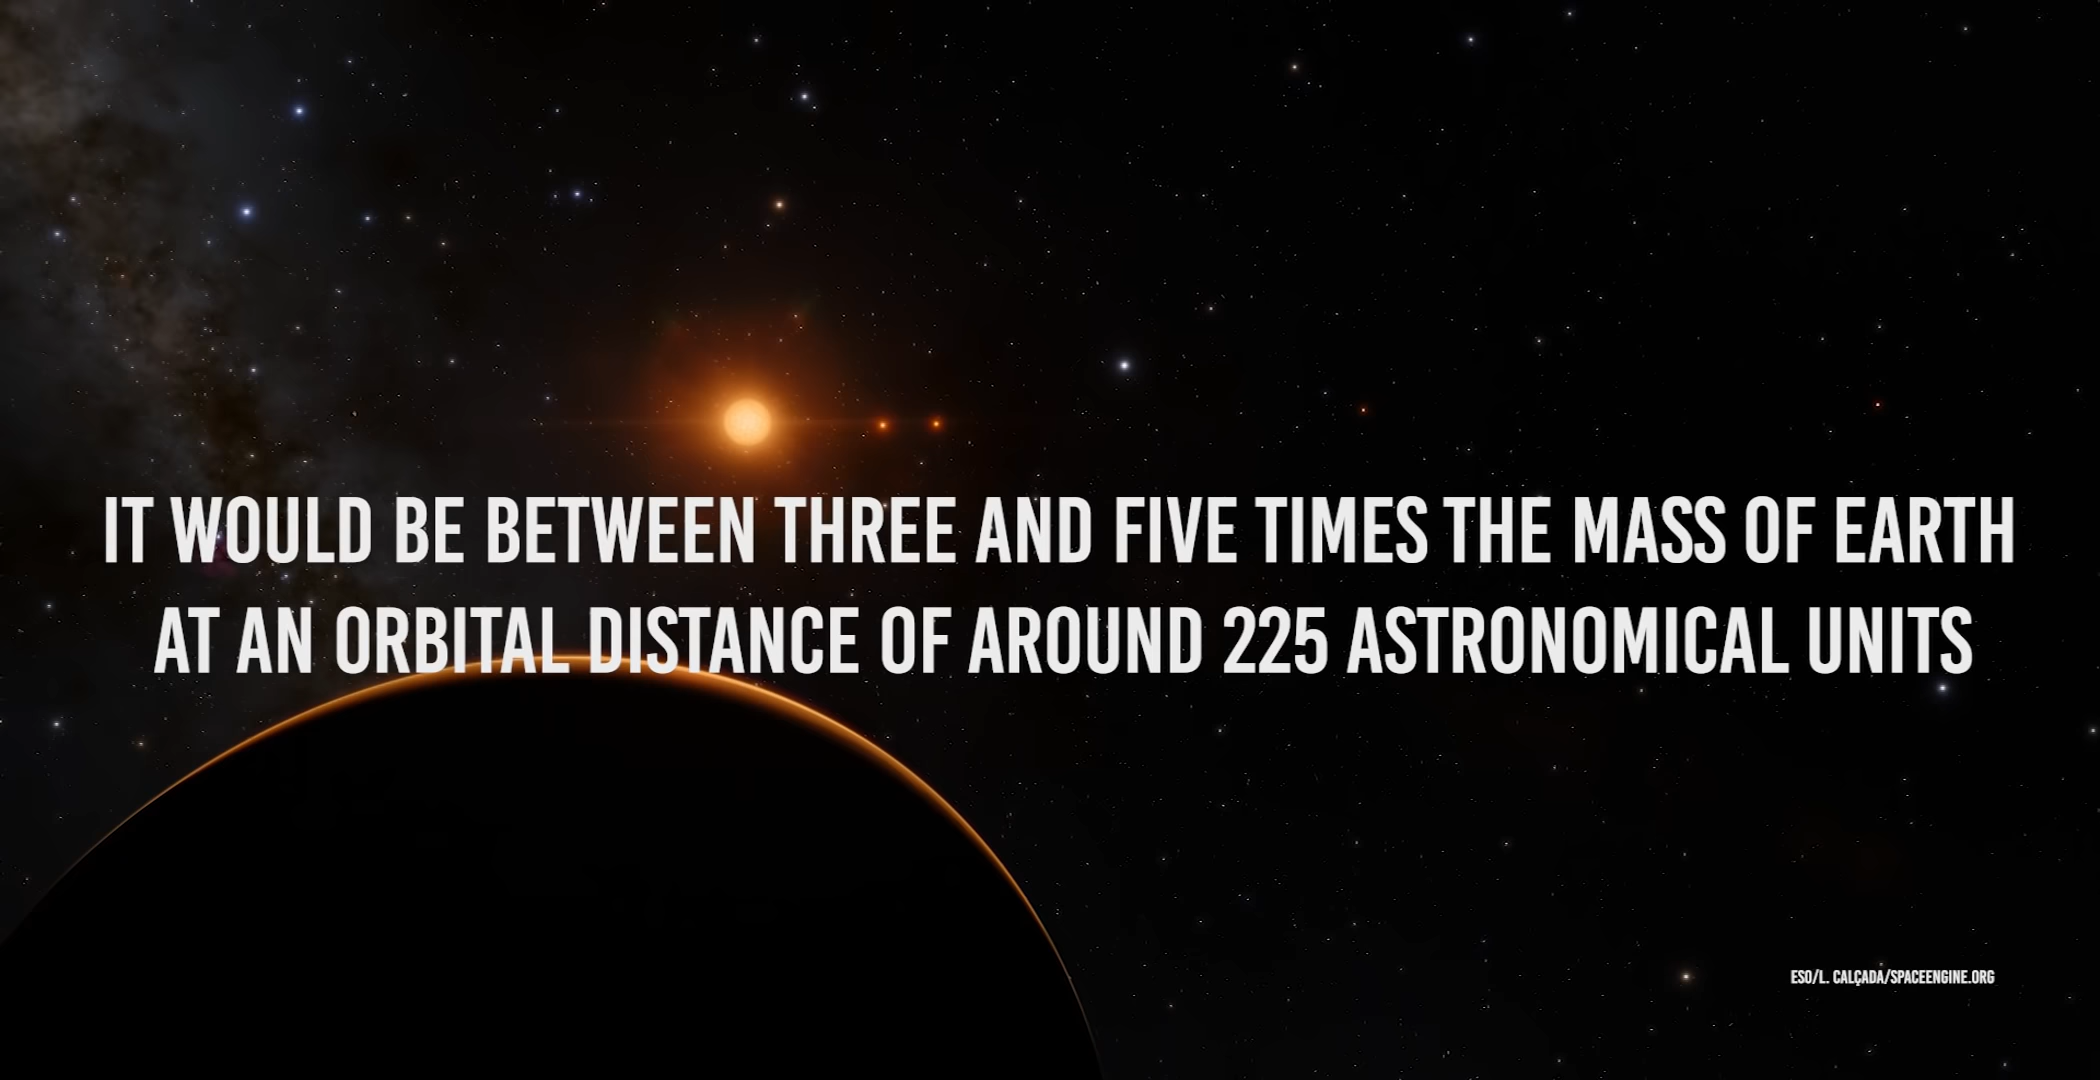 IT WOULD BE BETWEEN THREE AND FIVE TIMES THE MASS OF EARTH
AT AN ORBITAL DISTANCE OF AROUND 225 ASTRONOMICAL UNITS
ESO/L. CALÇADA/SPACEENGINE.ORG